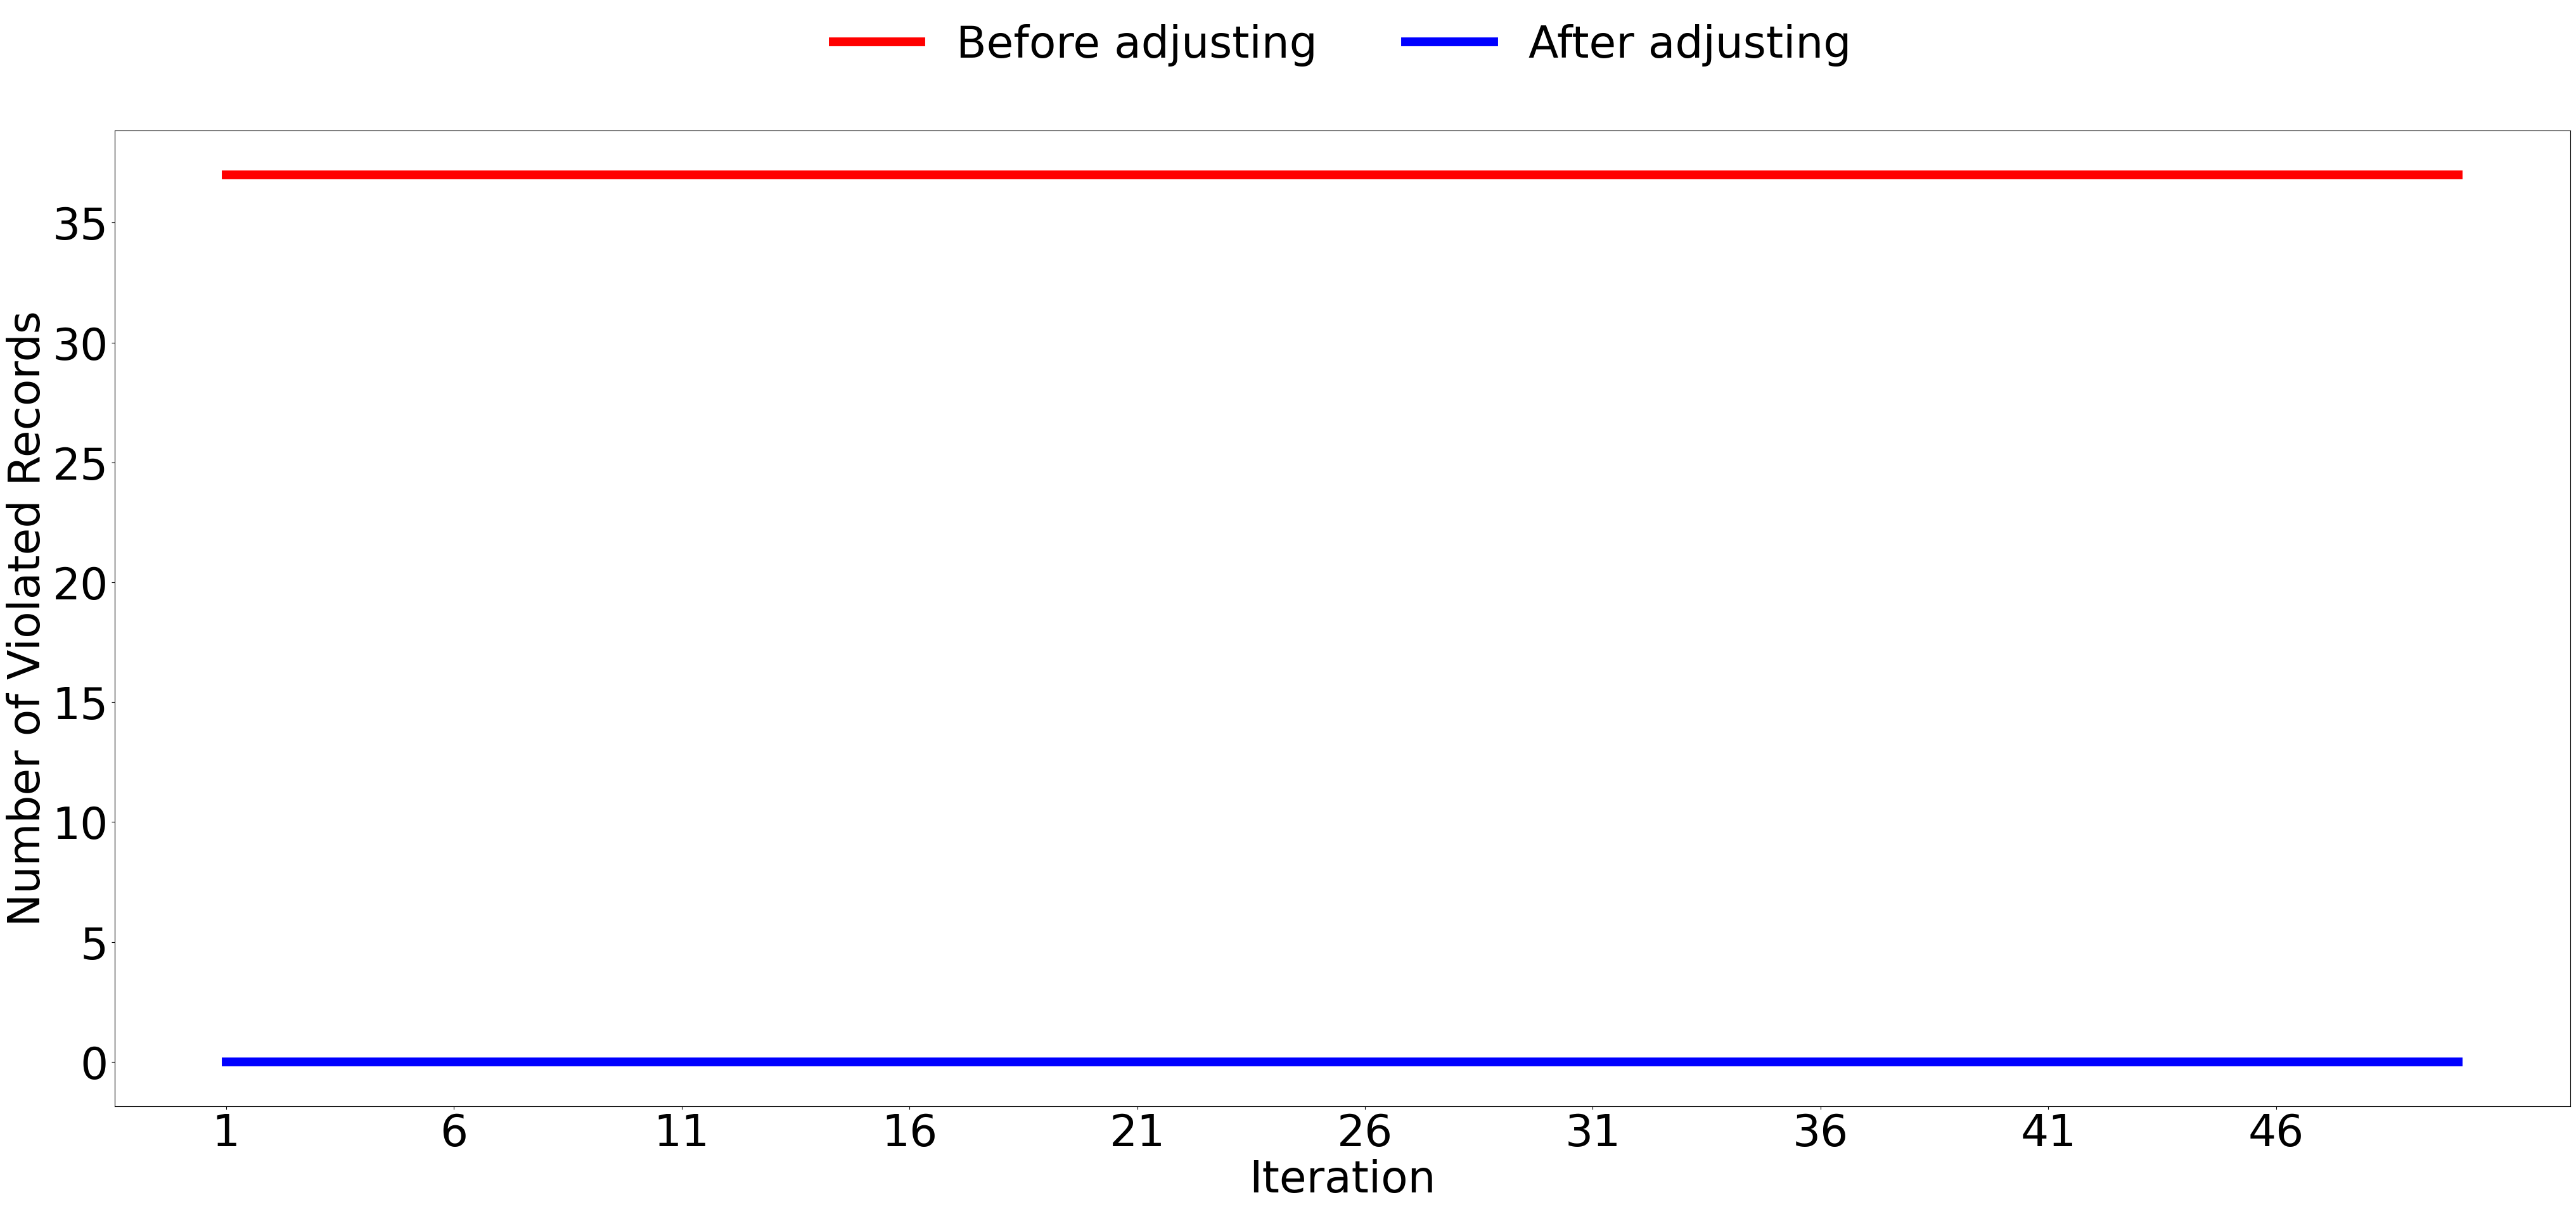 Before adjusting After adjusting
Number of Violated Records
35
30
25
20
15
10
5
0
1 6 11 16 21 26 31 36 41 46
Iteration